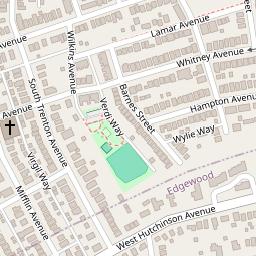 Lamar Avenue
Wilkins Avenue
Whitney Avenue
Verdi Way
Barnes Street
Hampton Avenue
Avenue
South Trenton Avenue
Wylie Way
Virgil Way
Mifflin Avenue
Edgewood
West Hutchinson Avenue